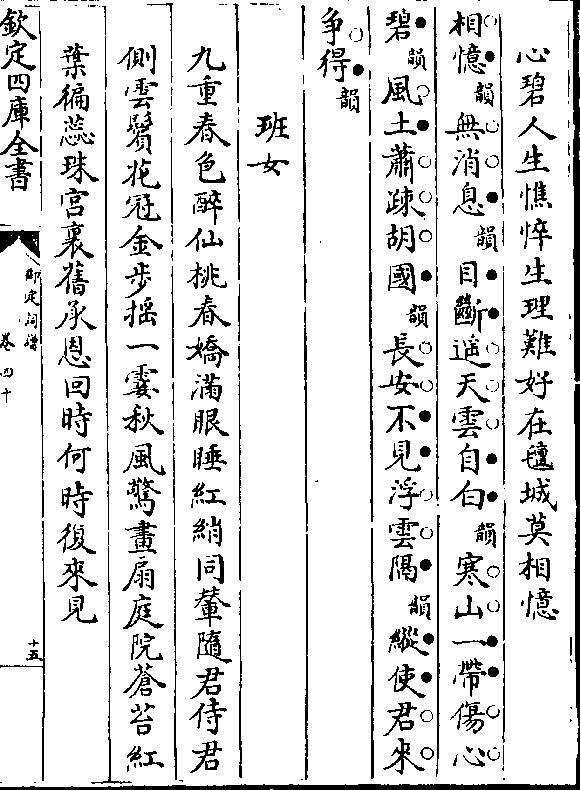 心碧人生憔悴生理難好在氊城莫相憶
相憶韻無消息韻目斷遥天雲自白韻寒山一帶傷心
碧韻風土蕭疎胡國韻長安不見浮雲隔韻縱使君來
争得韻
班女
九重春色醉仙桃春嬌滿眼睡紅綃同輦隨君侍君
側雲鬢花冠金步揺一霎秋風驚畫扇庭院蒼苔紅
葉徧蕊珠宮裏舊承恩回時何時復來見
欽定四庫全書
御定詞譜
卷四十
十五